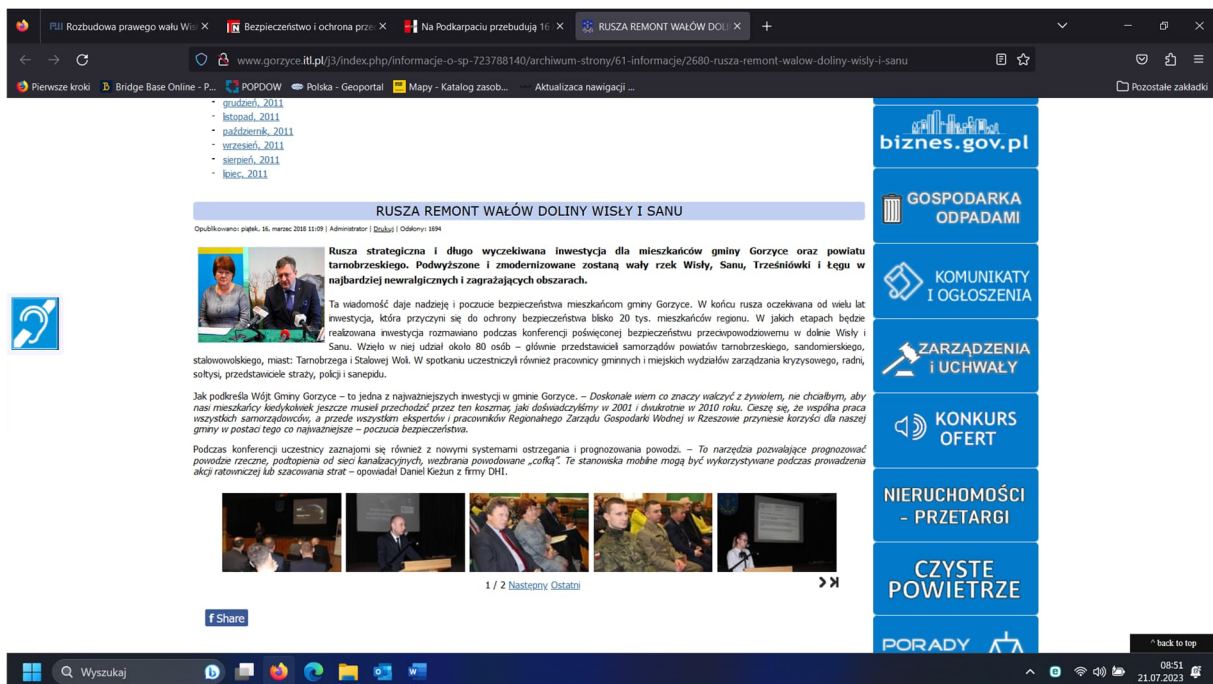 Rozbudowa prawego wału Wi
Bezpieczeństwo i ochrona prze
Na Podkarpaciu przebudują 16
RUSZA REMONT WAŁÓW DOLI
www.gorzyce.itl.pl/j3/index.php/informacje-o-sp-723788140/archiwum-strony/61-informacje/2680-rusza-remont-walow-doliny-wisly-i-sanu
Pierwsze kroki
Bridge Base Online - P...
POPDOW
Polska - Geoportal
Mapy - Katalog zasob...
Aktualizaca nawigacji ...
Pozostałe zakładki
- grudzień, 2011
- listopad, 2011
- październik, 2011
- wrzesień, 2011
- sierpień, 2011
- lipiec, 2011
RUSZA REMONT WAŁÓW DOLINY WISŁY I SANU
Opublikowano: piątek, 16, marzec 2018 11:09 | Administrator | Drukuj | Odsłony: 1694
Rusza strategiczna i długo wyczekiwana inwestycja dla mieszkańców gminy Gorzyce oraz powiatu
tarnobrzeskiego. Podwyższone i zmodernizowane zostaną wały rzek Wisły, Sanu, Trześniówki i Łęgu w
najbardziej newralgicznych i zagrażających obszarach.
Ta wiadomość daje nadzieję i poczucie bezpieczeństwa mieszkańcom gminy Gorzyce. W końcu rusza oczekiwana od wielu lat
inwestycja, która przyczyni się do ochrony bezpieczeństwa blisko 20 tys. mieszkańców regionu. W jakich etapach będzie
realizowana inwestycja rozmawiano podczas konferencji poświęconej bezpieczeństwu przeciwpowodziowemu w dolinie Wisły i
Sanu. Wzięło w niej udział około 80 osób – głównie przedstawicieli samorządów powiatów tarnobrzeskiego, sandomierskiego,
stalowowolskiego, miast: Tarnobrzega i Stalowej Woli. W spotkaniu uczestniczyli również pracownicy gminnych i miejskich wydziałów zarządzania kryzysowego, radni,
sołtysi, przedstawiciele straży, policji i sanepidu.
Jak podkreśla Wójt Gminy Gorzyce – to jedna z najważniejszych inwestycji w gminie Gorzyce. – Doskonale wiem co znaczy walczyć z żywiołem, nie chciałbym, aby
nasi mieszkańcy kiedykolwiek jeszcze musieli przechodzić przez ten koszmar, jaki doświadczyliśmy w 2001 i dwukrotnie w 2010 roku. Cieszę się, że wspólna praca
wszystkich samorządowców, a przede wszystkim ekspertów i pracowników Regionalnego Zarządu Gospodarki Wodnej w Rzeszowie przyniesie korzyści dla naszej
gminy w postaci tego co najważniejsze – poczucia bezpieczeństwa.
Podczas konferencji uczestnicy zaznajomi się również z nowymi systemami ostrzegania i prognozowania powodzi. – To narzędzia pozwalające prognozować
powodzie rzeczne, podtopienia od sieci kanalizacyjnych, wezbrania powodowane „cofką”. Te stanowiska mobilne mogą być wykorzystywane podczas prowadzenia
akcji ratowniczej lub szacowania strat – opowiadał Daniel Kieżun z firmy DHI.
1 / 2 Następny Ostatni
f Share
biznes.gov.pl
GOSPODARKA
ODPADAMI
KOMUNIKATY
I OGŁOSZENIA
ZARZĄDZENIA
i UCHWAŁY
KONKURS
OFERT
NIERUCHOMOŚCI
- PRZETARGI
CZYSTE
POWIETRZE
PORADY
^ back to top
Wyszukaj
08:51
21.07.2023